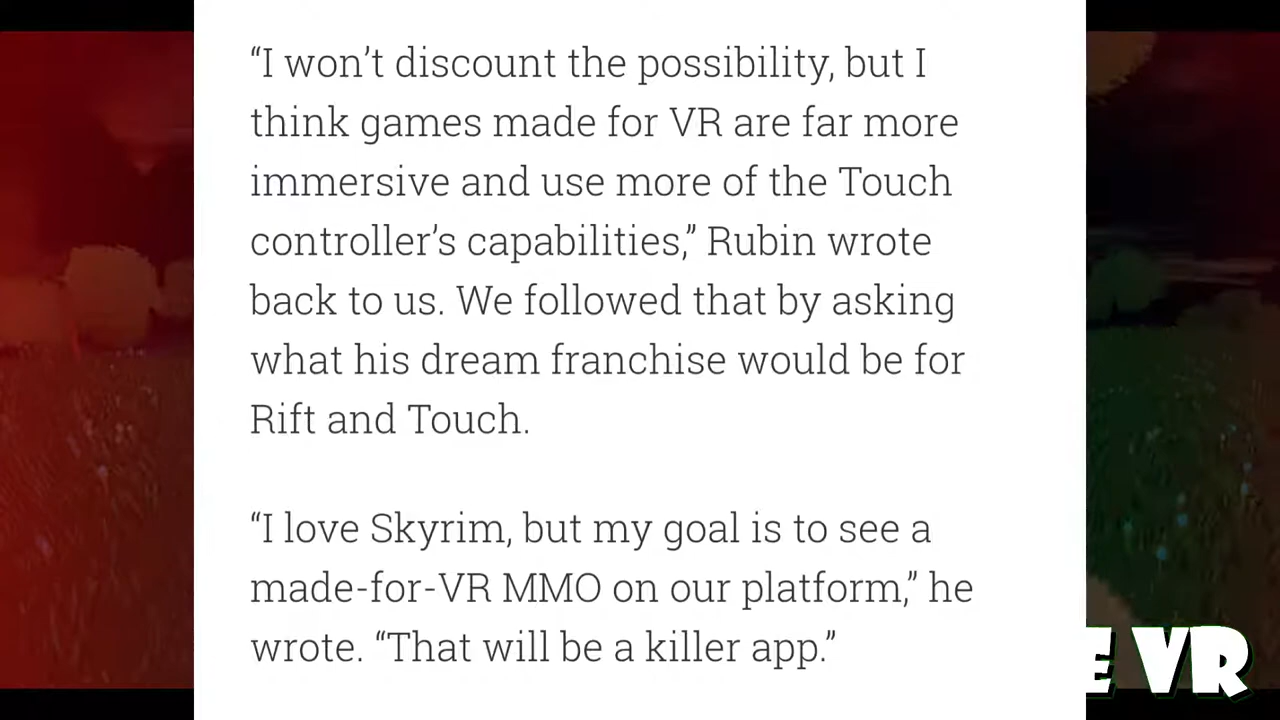 “I won’t discount the possibility, but I
think games made for VR are far more
immersive and use more of the Touch
controller’s capabilities,” Rubin wrote
back to us. We followed that by asking
what his dream franchise would be for
Rift and Touch.
“I love Skyrim, but my goal is to see a
made-for-VR MMO on our platform,” he
wrote. “That will be a killer app.”
E VR